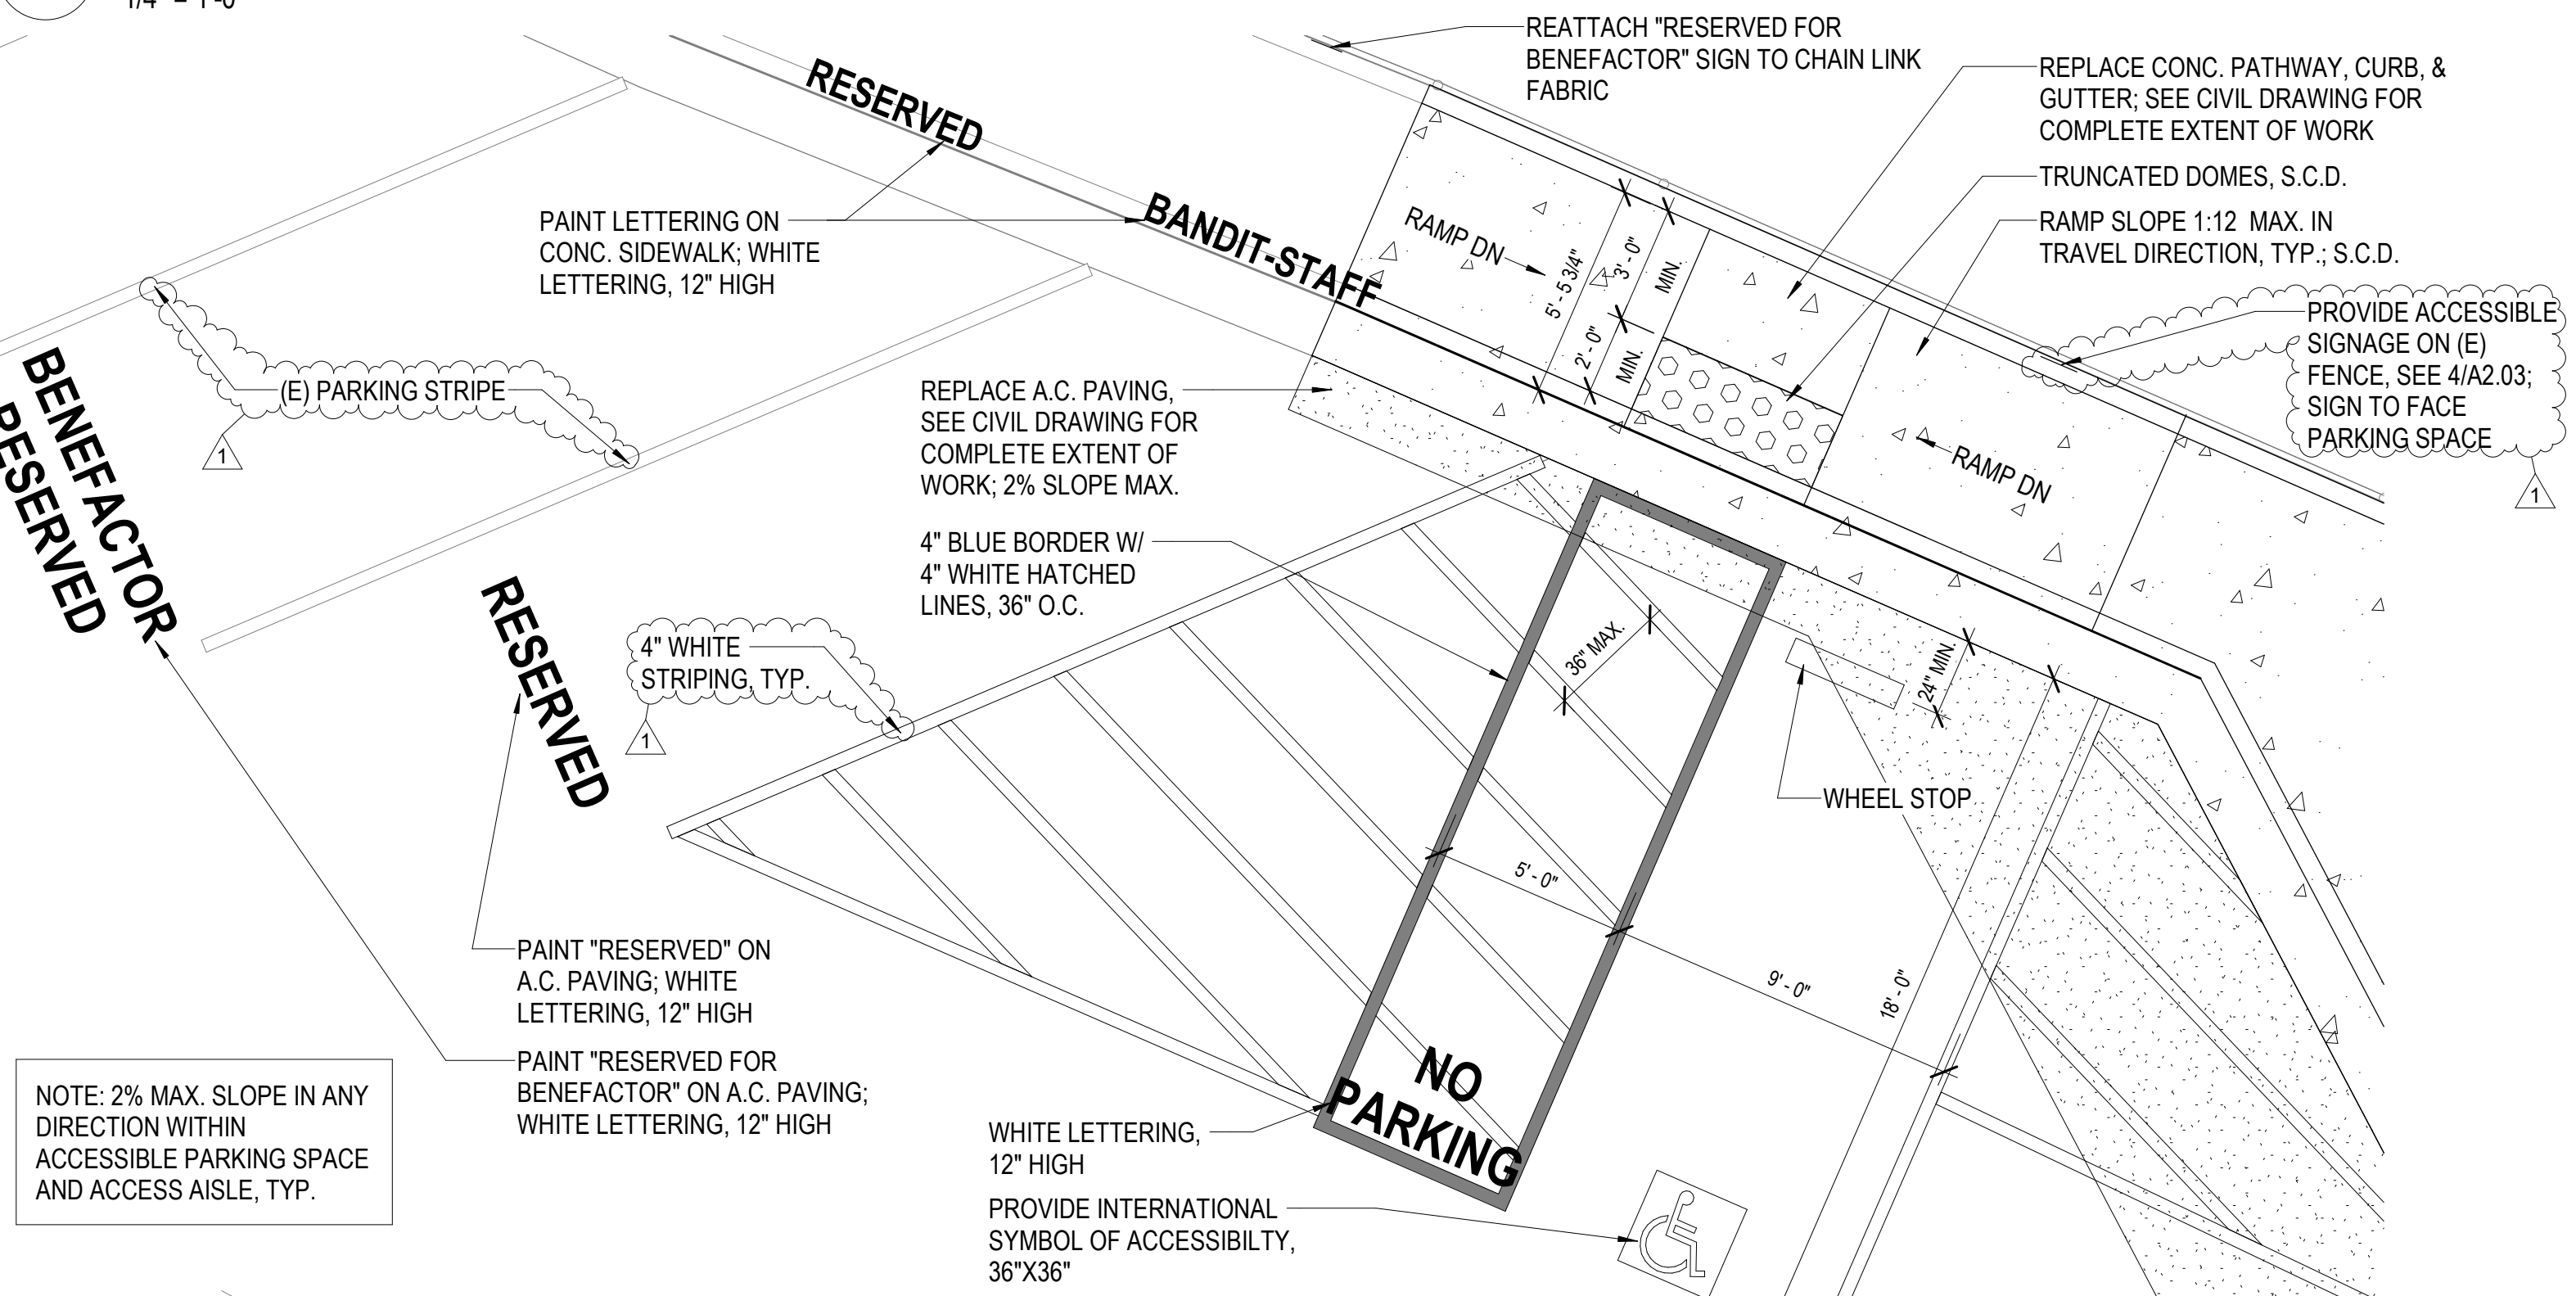 1/4" = 1'-0"
REATTACH "RESERVED FOR
BENEFACTOR" SIGN TO CHAIN LINK
FABRIC
REPLACE CONC. PATHWAY, CURB, &
GUTTER; SEE CIVIL DRAWING FOR
COMPLETE EXTENT OF WORK
TRUNCATED DOMES, S.C.D.
RAMP SLOPE 1:12 MAX. IN
TRAVEL DIRECTION, TYP.; S.C.D.
PROVIDE ACCESSIBLE
SIGNAGE ON (E)
FENCE, SEE 4/A2.03;
SIGN TO FACE
PARKING SPACE
1
RESERVED
BANDIT-STAFF
PAINT LETTERING ON
CONC. SIDEWALK; WHITE
LETTERING, 12" HIGH
RAMP DN
5' - 5 3/4"
3' - 0"
MIN.
2' - 0"
MIN.
RAMP DN
(E) PARKING STRIPE
1
BENEFACTOR
RESERVED
RESERVED
REPLACE A.C. PAVING,
SEE CIVIL DRAWING FOR
COMPLETE EXTENT OF
WORK; 2% SLOPE MAX.
4" BLUE BORDER W/
4" WHITE HATCHED
LINES, 36" O.C.
4" WHITE
STRIPING, TYP.
1
36" MAX.
24" MIN.
WHEEL STOP
5' - 0"
9' - 0"
18' - 0"
PAINT "RESERVED" ON
A.C. PAVING; WHITE
LETTERING, 12" HIGH
PAINT "RESERVED FOR
BENEFACTOR" ON A.C. PAVING;
WHITE LETTERING, 12" HIGH
NOTE: 2% MAX. SLOPE IN ANY
DIRECTION WITHIN
ACCESSIBLE PARKING SPACE
AND ACCESS AISLE, TYP.
NO
PARKING
WHITE LETTERING,
12" HIGH
PROVIDE INTERNATIONAL
SYMBOL OF ACCESSIBILTY,
36"X36"